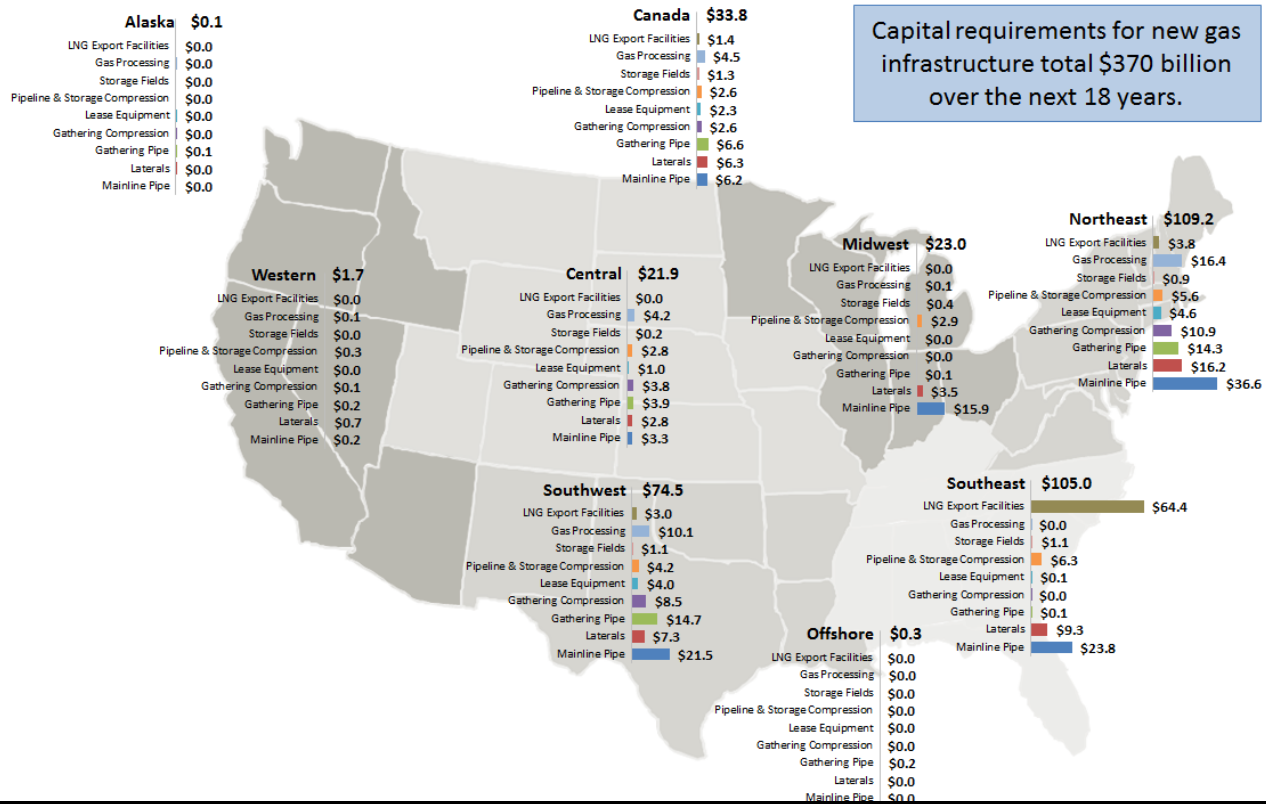 Alaska $0.1
LNG Export Facilities $0.0
Gas Processing $0.0
Storage Fields $0.0
Pipeline & Storage Compression $0.0
Lease Equipment $0.0
Gathering Compression $0.0
Gathering Pipe $0.1
Laterals $0.0
Mainline Pipe $0.0
Canada $33.8
LNG Export Facilities $1.4
Gas Processing $4.5
Storage Fields $1.3
Pipeline & Storage Compression $2.6
Lease Equipment $2.3
Gathering Compression $2.6
Gathering Pipe $6.6
Laterals $6.3
Mainline Pipe $6.2
Capital requirements for new gas
infrastructure total $370 billion
over the next 18 years.
Western $1.7
LNG Export Facilities $0.0
Gas Processing $0.1
Storage Fields $0.0
Pipeline & Storage Compression $0.3
Lease Equipment $0.0
Gathering Compression $0.1
Gathering Pipe $0.2
Laterals $0.7
Mainline Pipe $0.2
Central $21.9
LNG Export Facilities $0.0
Gas Processing $4.2
Storage Fields $0.2
Pipeline & Storage Compression $2.8
Lease Equipment $1.0
Gathering Compression $3.8
Gathering Pipe $3.9
Laterals $2.8
Mainline Pipe $3.3
Midwest $23.0
LNG Export Facilities $0.0
Gas Processing $0.1
Storage Fields $0.4
Pipeline & Storage Compression $2.9
Lease Equipment $0.0
Gathering Compression $0.0
Gathering Pipe $0.1
Laterals $3.5
Mainline Pipe $15.9
Northeast $109.2
LNG Export Facilities $3.8
Gas Processing $16.4
Storage Fields $0.9
Pipeline & Storage Compression $5.6
Lease Equipment $4.6
Gathering Compression $10.9
Gathering Pipe $14.3
Laterals $16.2
Mainline Pipe $36.6
Southwest $74.5
LNG Export Facilities $3.0
Gas Processing $10.1
Storage Fields $1.1
Pipeline & Storage Compression $4.2
Lease Equipment $4.0
Gathering Compression $8.5
Gathering Pipe $14.7
Laterals $7.3
Mainline Pipe $21.5
Southeast $105.0
LNG Export Facilities $64.4
Gas Processing $0.0
Storage Fields $1.1
Pipeline & Storage Compression $6.3
Lease Equipment $0.1
Gathering Compression $0.0
Gathering Pipe $0.1
Laterals $9.3
Mainline Pipe $23.8
Offshore $0.3
LNG Export Facilities $0.0
Gas Processing $0.0
Storage Fields $0.0
Pipeline & Storage Compression $0.0
Lease Equipment $0.0
Gathering Compression $0.0
Gathering Pipe $0.2
Laterals $0.0
Mainline Pipe $0.0